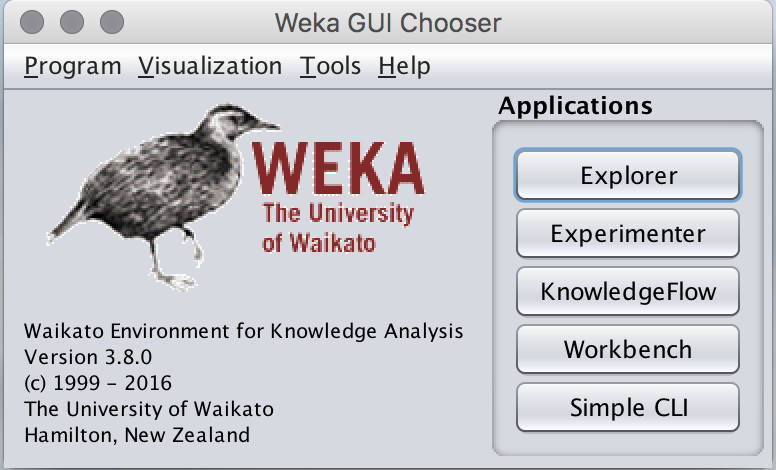 Weka GUI Chooser
Program Visualization Tools Help
WEKA
The University
of Waikato
Waikato Environment for Knowledge Analysis
Version 3.8.0
(c) 1999 - 2016
The University of Waikato
Hamilton, New Zealand
Applications
Explorer
Experimenter
KnowledgeFlow
Workbench
Simple CLI